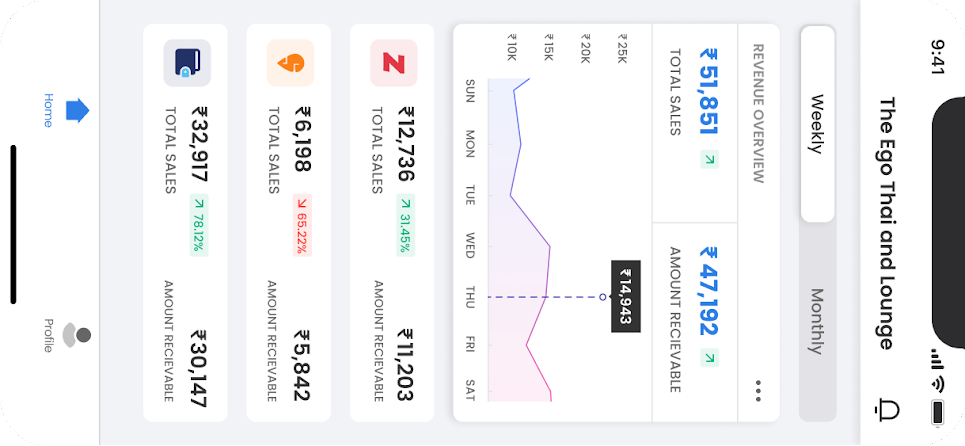 9:41
The Ego Thai and Lounge
Weekly
Monthly
REVENUE OVERVIEW
₹ 51,851
TOTAL SALES
₹ 47,192
AMOUNT RECIEVABLE
₹ 25K
₹ 20K
₹ 15K
₹ 10K
₹14,943
SUN MON TUE WED THU FRI SAT
₹12,736 31.45%
TOTAL SALES
₹11,203
AMOUNT RECIEVABLE
₹6,198 65.22%
TOTAL SALES
₹5,842
AMOUNT RECIEVABLE
₹32,917 78.12%
TOTAL SALES
₹30,147
AMOUNT RECIEVABLE
Home
Profile